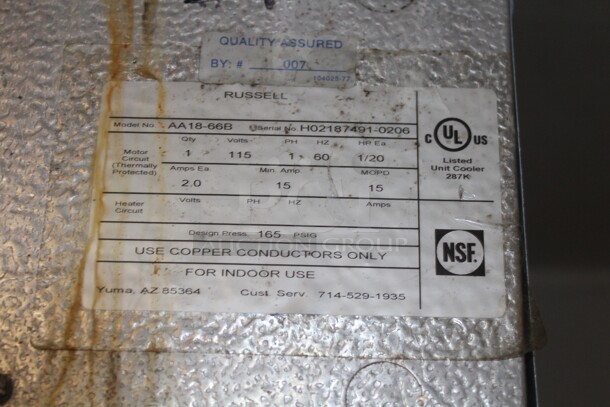 QUALITY ASSURED
BY: # 007
RUSSELL
Model No. AA18-66B Serial No. H02187491-0206
Qty Volts PH HZ HP Ea
Motor Circuit (Thermally Protected) 1 115 1 60 1/20
Amps Ea Min. Amp MOPD
2.0 15 15
Volts PH HZ Amps
Heater Circuit
Design Press. 165 PSIG
USE COPPER CONDUCTORS ONLY
FOR INDOOR USE
Yuma, AZ 85364 Cust. Serv. 714-529-1935
C UL US
Listed
Unit Cooler
287K
NSF.